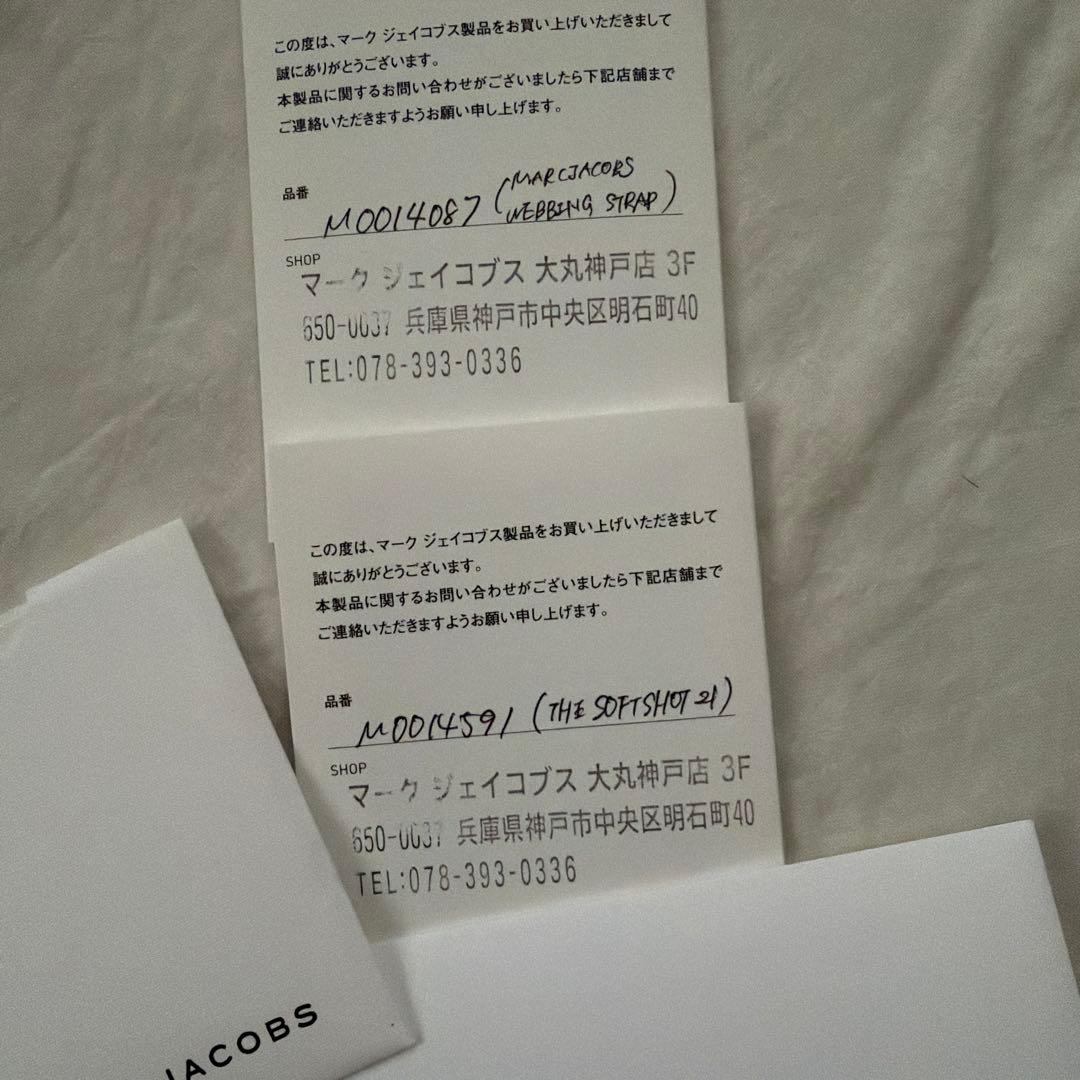 この度は、マーク ジェイコブス製品をお買い上げいただきまして
誠にありがとうございます。
本製品に関するお問い合わせがございましたら下記店舗まで
ご連絡いただきますようお願い申し上げます。
品番
M0014087 (MARCJACOBS
WEBBING STRAP)
SHOP
マーク ジェイコブス 大丸神戸店 3F
650-0037 兵庫県神戸市中央区明石町40
TEL:078-393-0336
この度は、マーク ジェイコブス製品をお買い上げいただきまして
誠にありがとうございます。
本製品に関するお問い合わせがございましたら下記店舗まで
ご連絡いただきますようお願い申し上げます。
品番
M0014591 (THE SOFTSHOT 21)
SHOP
マーク ジェイコブス 大丸神戸店 3F
650-0037 兵庫県神戸市中央区明石町40
TEL:078-393-0336
JACOBS